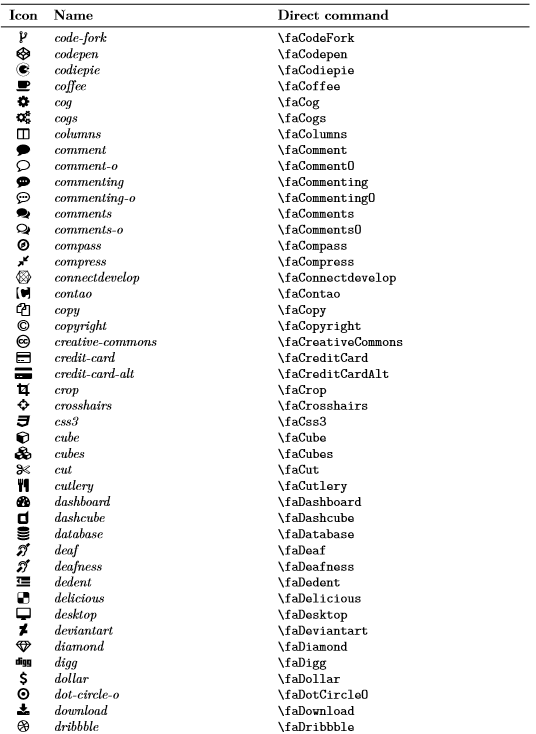 Icon Name Direct command
code-fork \faCodeFork
codepen \faCodepen
codiepie \faCodiepie
coffee \faCoffee
cog \faCog
cogs \faCogs
columns \faColumns
comment \faComment
comment-o \faCommentO
commenting \faCommenting
commenting-o \faCommentingO
comments \faComments
comments-o \faCommentsO
compass \faCompass
compress \faCompress
connectdevelop \faConnectdevelop
contao \faContao
copy \faCopy
copyright \faCopyright
creative-commons \faCreativeCommons
credit-card \faCreditCard
credit-card-alt \faCreditCardAlt
crop \faCrop
crosshairs \faCrosshairs
css3 \faCss3
cube \faCube
cubes \faCubes
cut \faCut
cutlery \faCutlery
dashboard \faDashboard
dashcube \faDashcube
database \faDatabase
deaf \faDeaf
deafness \faDeafness
dedent \faDedent
delicious \faDelicious
desktop \faDesktop
deviantart \faDeviantart
diamond \faDiamond
digg digg \faDigg
$ dollar \faDollar
dot-circle-o \faDotCircleO
download \faDownload
dribbble \faDribbble